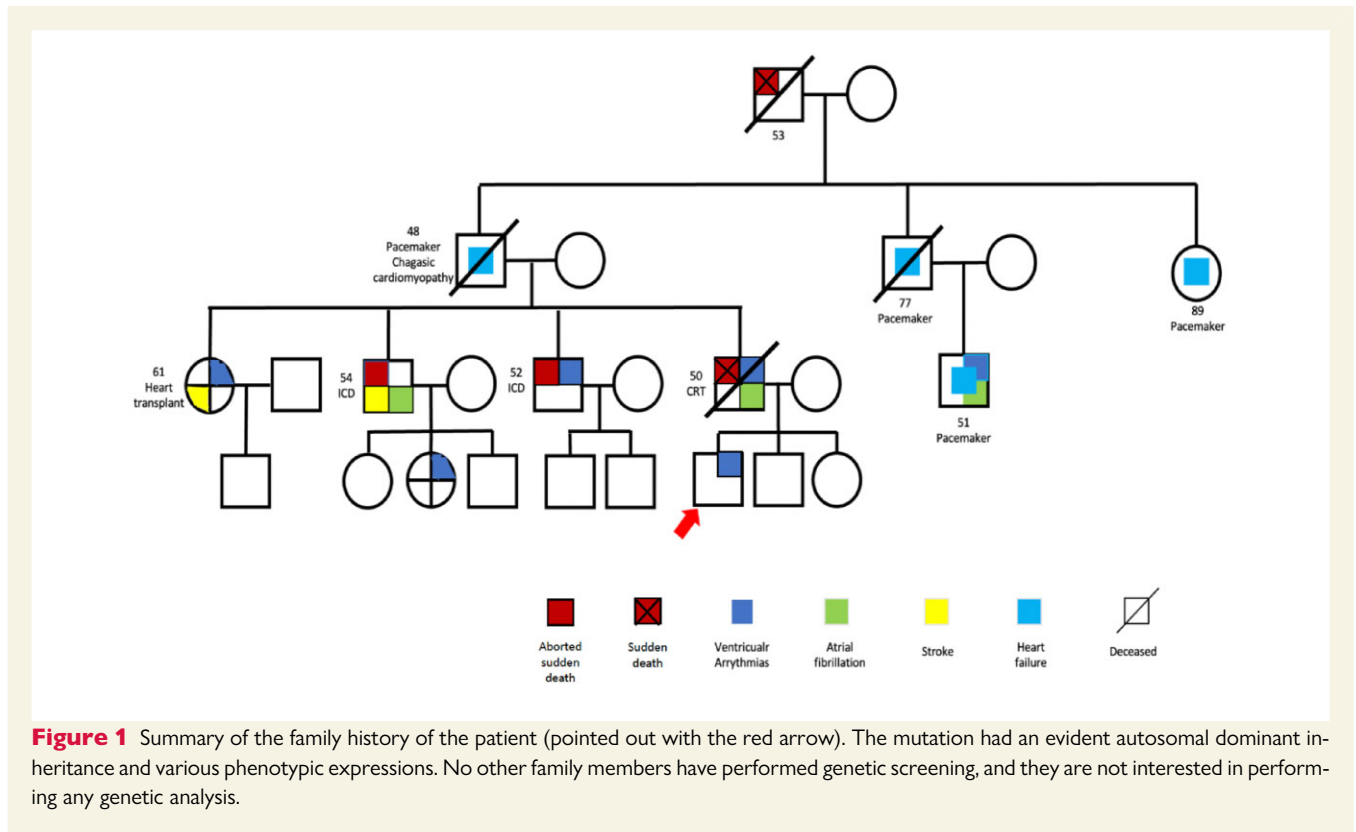 53
48
Pacemaker
Chagasic
cardiomyopathy
77
Pacemaker
89
Pacemaker
61
Heart
transplant
54
ICD
52
ICD
50
CRT
51
Pacemaker
Aborted
sudden
death
Sudden
death
Ventricualr
Arrythmias
Atrial
fibrillation
Stroke
Heart
failure
Deceased
Figure 1 Summary of the family history of the patient (pointed out with the red arrow). The mutation had an evident autosomal dominant in-
heritance and various phenotypic expressions. No other family members have performed genetic screening, and they are not interested in perform-
ing any genetic analysis.